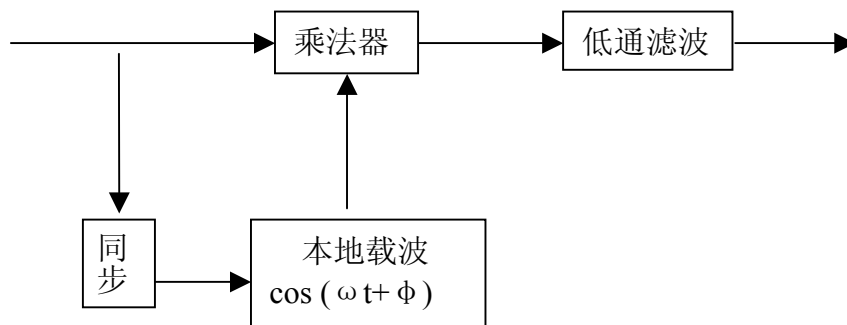 乘法器
低通滤波
同
步
本地载波
cos (ωt+φ)